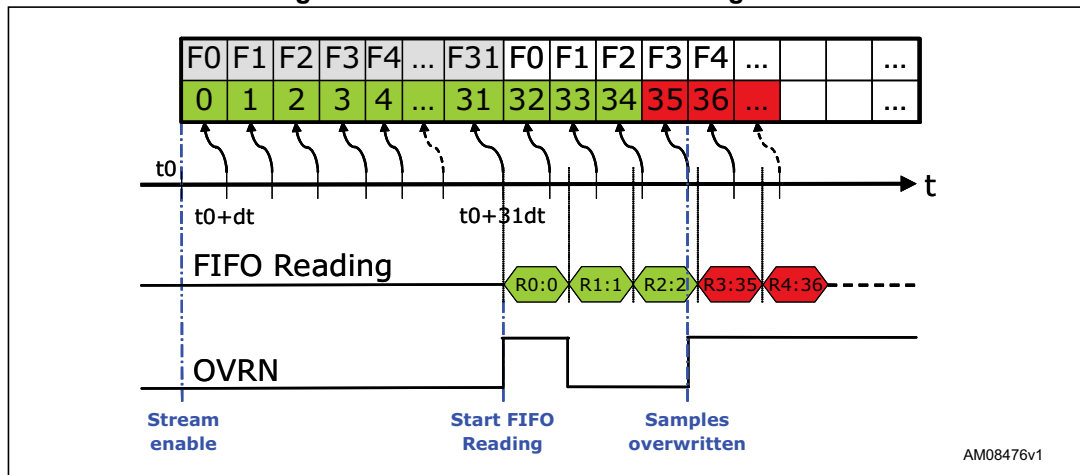 F0 F1 F2 F3 F4 ... F31 F0 F1 F2 F3 F4 ... ...
0 1 2 3 4 ... 31 32 33 34 35 36 ... ...
t0
t
t0+dt t0+31dt
FIFO Reading
R0:0 R1:1 R2:2 R3:35 R4:36
OVRN
Stream enable
Start FIFO Reading
Samples overwritten
AM08476v1